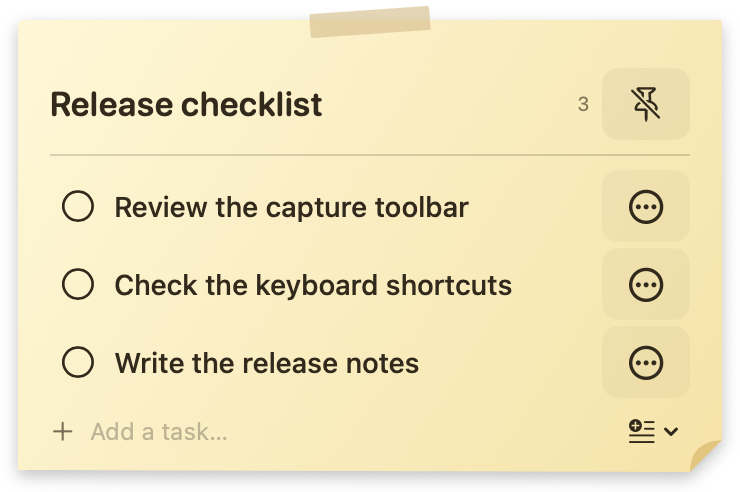 Release checklist
3
Review the capture toolbar
Check the keyboard shortcuts
Write the release notes
Add a task...